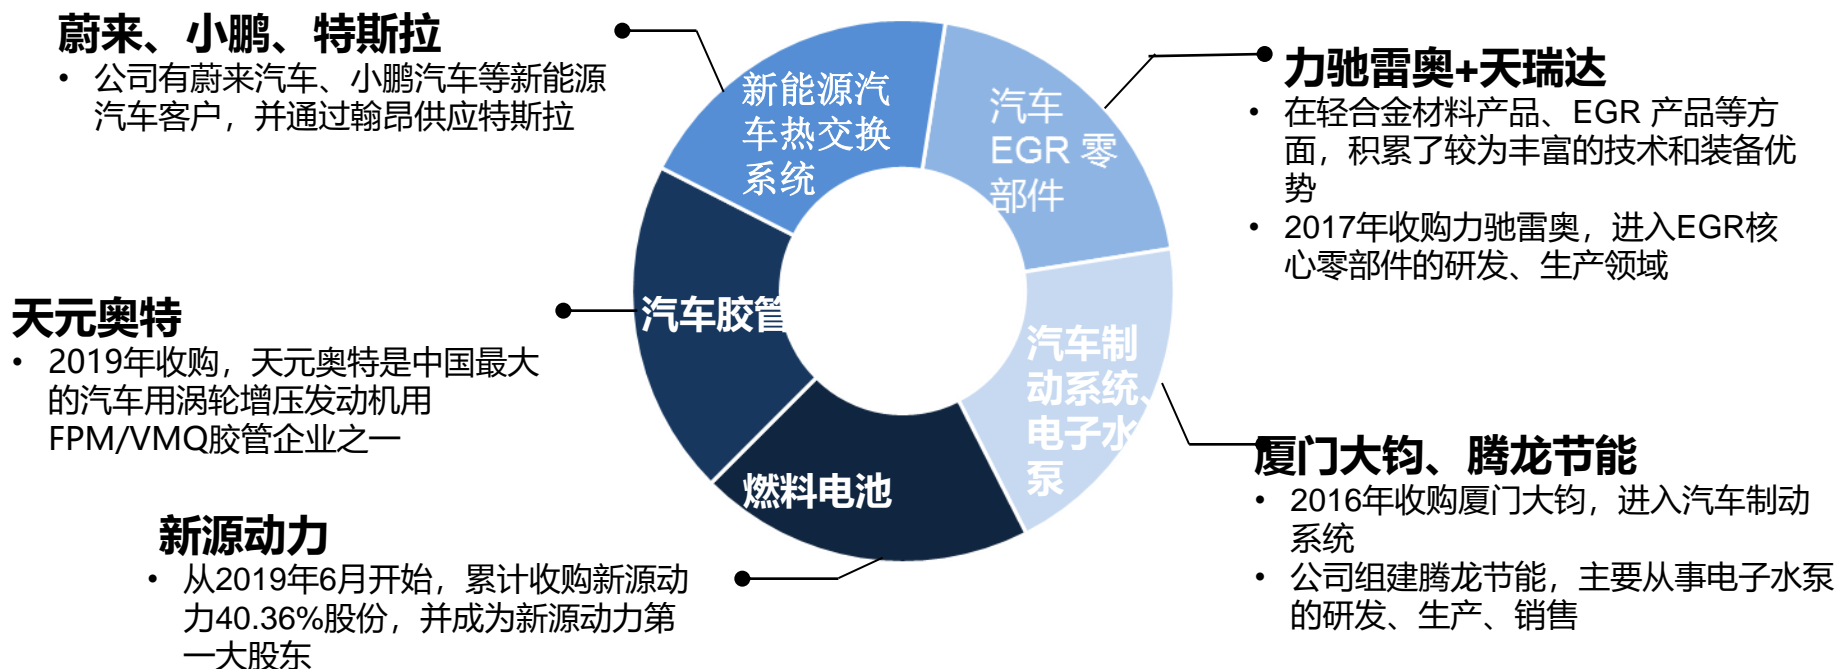 蔚来、小鹏、特斯拉
• 公司有蔚来汽车、小鹏汽车等新能源
汽车客户，并通过翰昂供应特斯拉
天元奥特
• 2019年收购，天元奥特是中国最大
的汽车用涡轮增压发动机用
FPM/VMQ胶管企业之一
新源动力
• 从2019年6月开始，累计收购新源动
力40.36%股份，并成为新源动力第
一大股东
新能源汽
车热交换
系统
汽车
EGR 零
部件
汽车胶管
汽车制
动系统、
电子水
泵
燃料电池
力驰雷奥+天瑞达
• 在轻合金材料产品、EGR 产品等方
面，积累了较为丰富的技术和装备优
势
• 2017年收购力驰雷奥，进入EGR核
心零部件的研发、生产领域
厦门大钧、腾龙节能
• 2016年收购厦门大钧，进入汽车制动
系统
• 公司组建腾龙节能，主要从事电子水泵
的研发、生产、销售